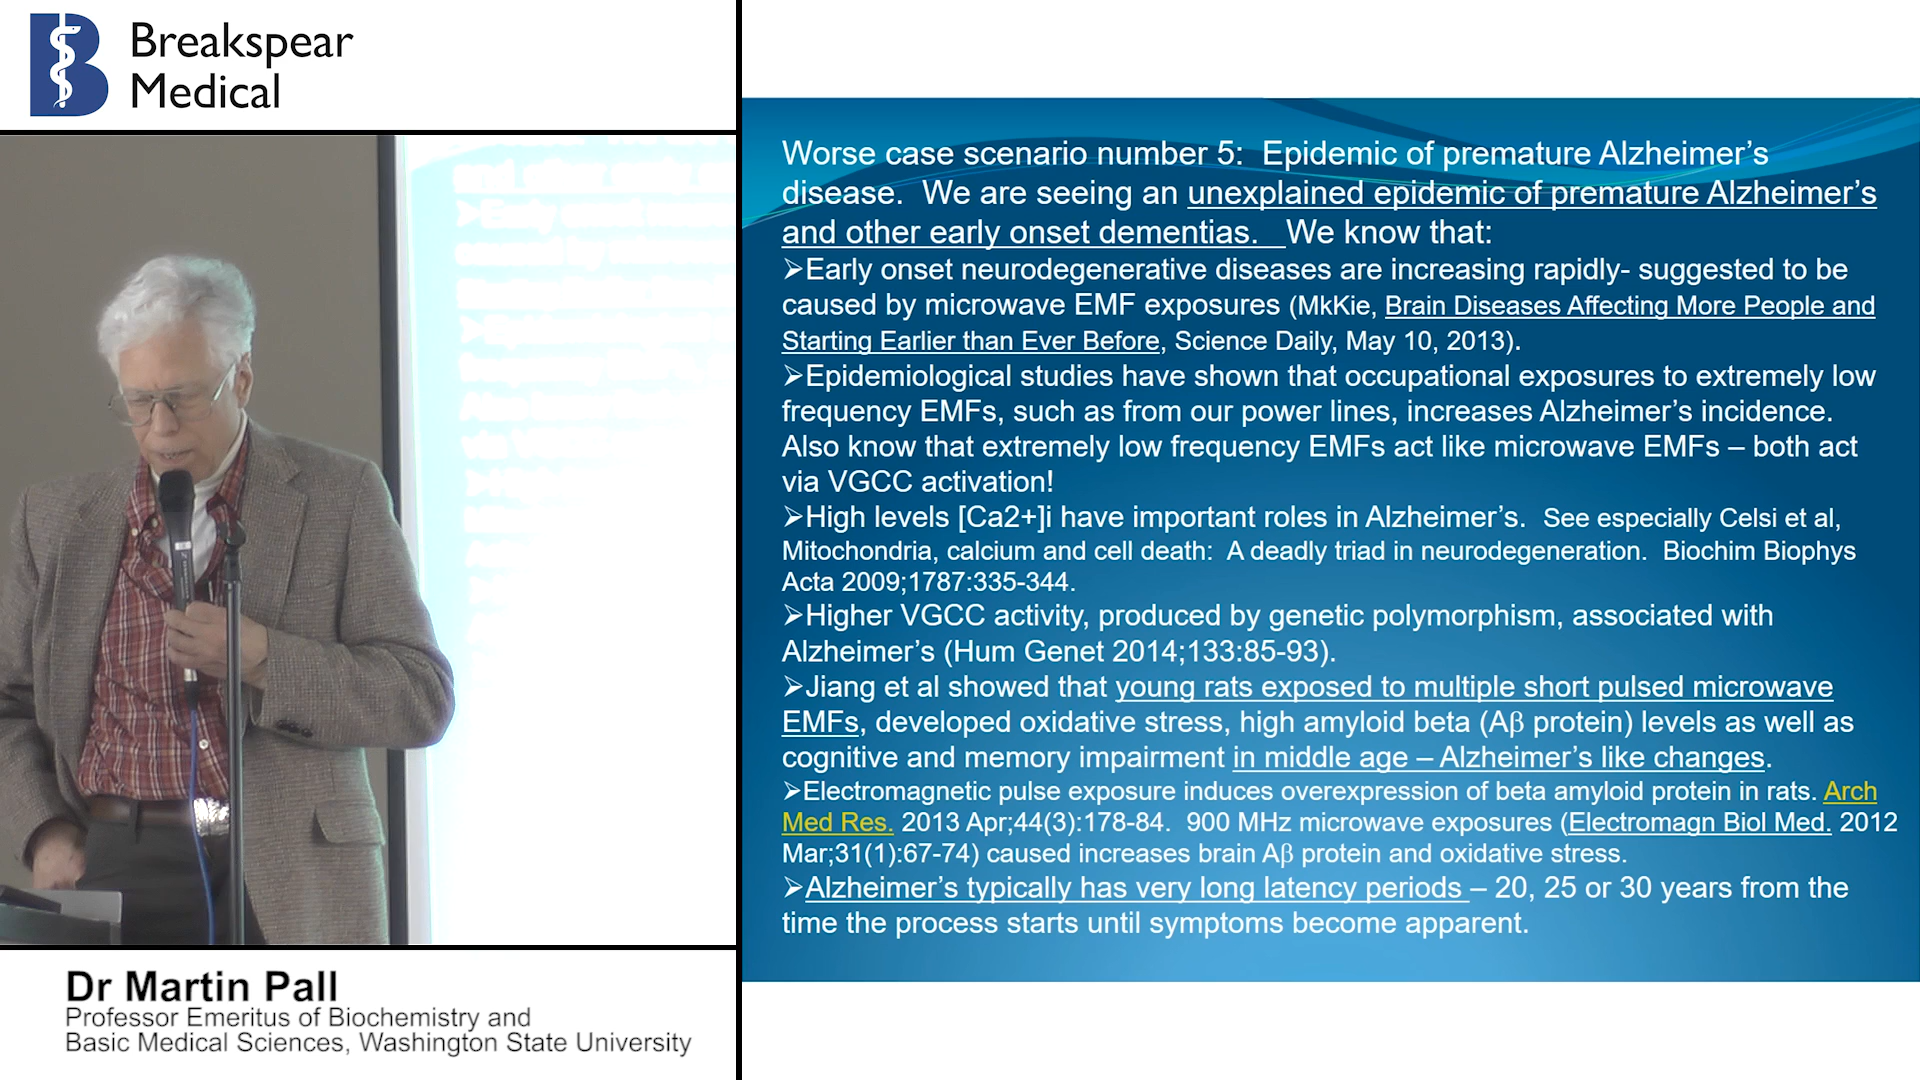 Breakspear
Medical
Worse case scenario number 5:  Epidemic of premature Alzheimer's
disease.  We are seeing an unexplained epidemic of premature Alzheimer's
and other early onset dementias.  We know that:
➢Early onset neurodegenerative diseases are increasing rapidly- suggested to be
caused by microwave EMF exposures (MkKie, Brain Diseases Affecting More People and
Starting Earlier than Ever Before, Science Daily, May 10, 2013).
➢Epidemiological studies have shown that occupational exposures to extremely low
frequency EMFs, such as from our power lines, increases Alzheimer's incidence.
Also know that extremely low frequency EMFs act like microwave EMFs – both act
via VGCC activation!
➢High levels [Ca2+]i have important roles in Alzheimer's.  See especially Celsi et al,
Mitochondria, calcium and cell death:  A deadly triad in neurodegeneration.  Biochim Biophys
Acta 2009;1787:335-344.
➢Higher VGCC activity, produced by genetic polymorphism, associated with
Alzheimer's (Hum Genet 2014;133:85-93).
➢Jiang et al showed that young rats exposed to multiple short pulsed microwave
EMFs, developed oxidative stress, high amyloid beta (Aβ protein) levels as well as
cognitive and memory impairment in middle age – Alzheimer's like changes.
➢Electromagnetic pulse exposure induces overexpression of beta amyloid protein in rats. Arch
Med Res. 2013 Apr;44(3):178-84.  900 MHz microwave exposures (Electromagn Biol Med. 2012
Mar;31(1):67-74) caused increases brain Aβ protein and oxidative stress.
➢Alzheimer's typically has very long latency periods – 20, 25 or 30 years from the
time the process starts until symptoms become apparent.
Dr Martin Pall
Professor Emeritus of Biochemistry and
Basic Medical Sciences, Washington State University